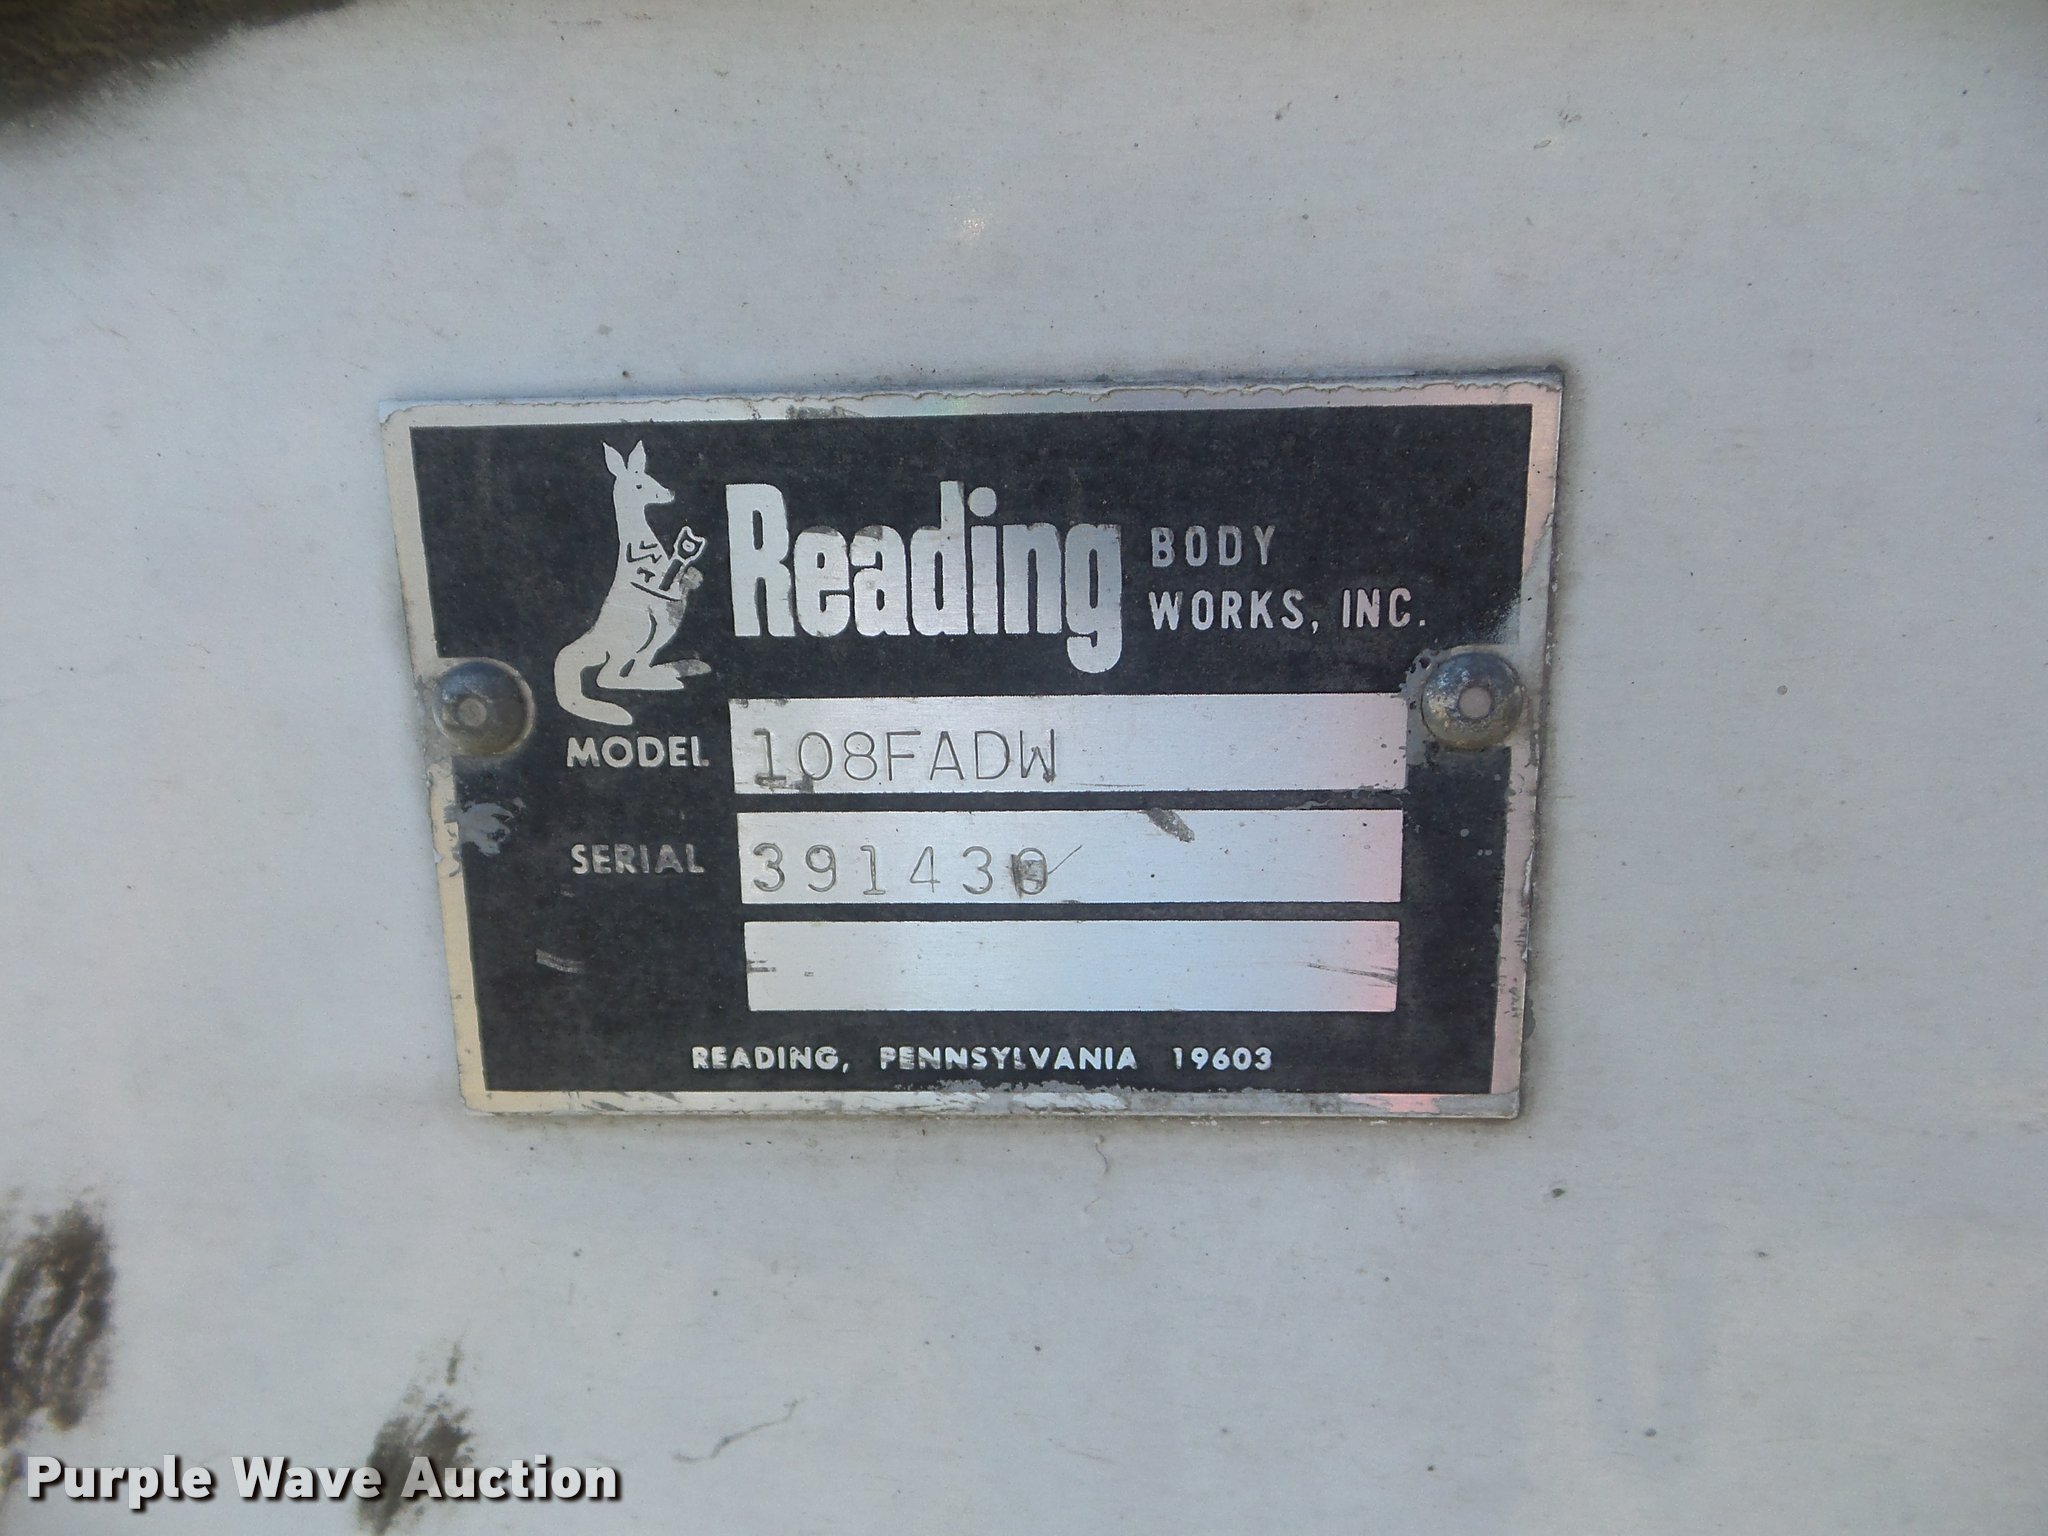 Reading BODY
WORKS, INC.
MODEL 108FADW
SERIAL 391430
READING, PENNSYLVANIA 19603
Purple Wave Auction